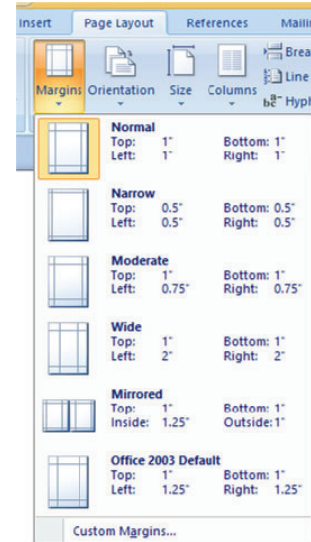 Insert Page Layout References Mailin
Margins Orientation Size Columns Brea
Line
Hyph
Normal
Top: 1" Bottom: 1"
Left: 1" Right: 1"
Narrow
Top: 0.5" Bottom: 0.5"
Left: 0.5" Right: 0.5"
Moderate
Top: 1" Bottom: 1"
Left: 0.75" Right: 0.75"
Wide
Top: 1" Bottom: 1"
Left: 2" Right: 2"
Mirrored
Top: 1" Bottom: 1"
Inside: 1.25" Outside: 1"
Office 2003 Default
Top: 1" Bottom: 1"
Left: 1.25" Right: 1.25"
Custom Margins...